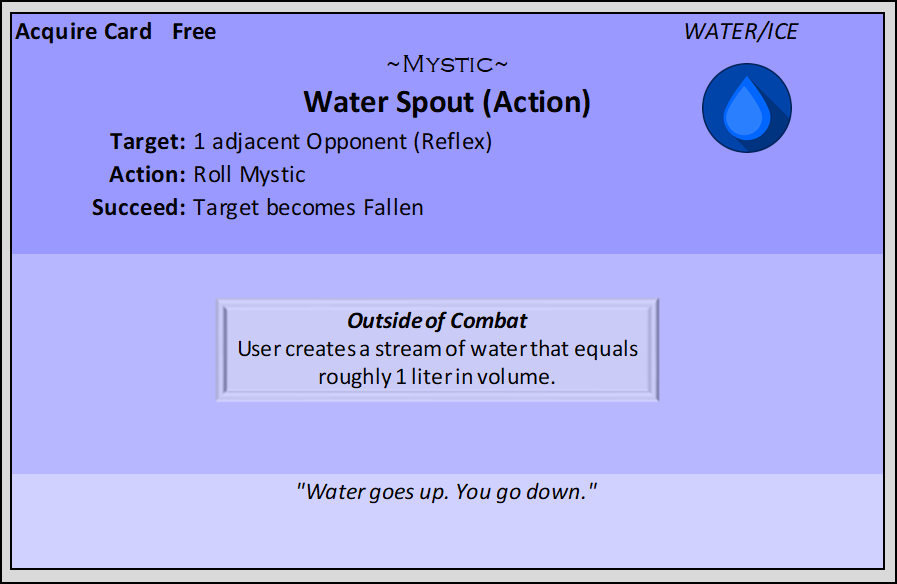 Acquire Card Free WATER/ICE
~Mystic~
Water Spout (Action)
Target: 1 adjacent Opponent (Reflex)
Action: Roll Mystic
Succeed: Target becomes Fallen
Outside of Combat
User creates a stream of water that equals
roughly 1 liter in volume.
"Water goes up. You go down."